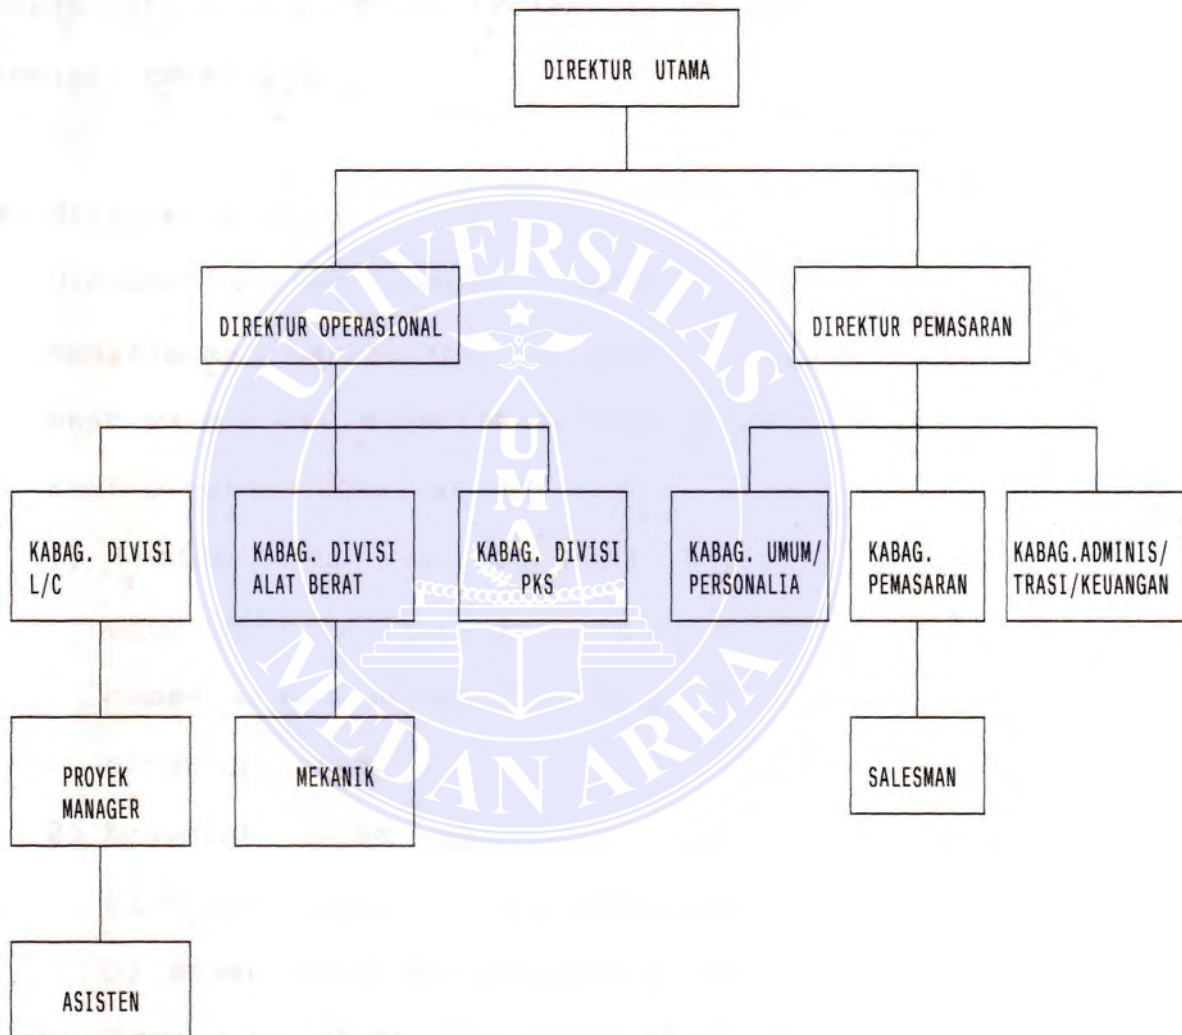 DIREKTUR UTAMA
DIREKTUR OPERASIONAL
DIREKTUR PEMASARAN
KABAG. DIVISI
L/C
KABAG. DIVISI
ALAT BERAT
KABAG. DIVISI
PKS
KABAG. UMUM/
PERSONALIA
KABAG.
PEMASARAN
KABAG.ADMINIS/
TRASI/KEUANGAN
PROYEK
MANAGER
MEKANIK
SALESMAN
ASISTEN
UNIVERSITAS
UMA
MEDAN AREA